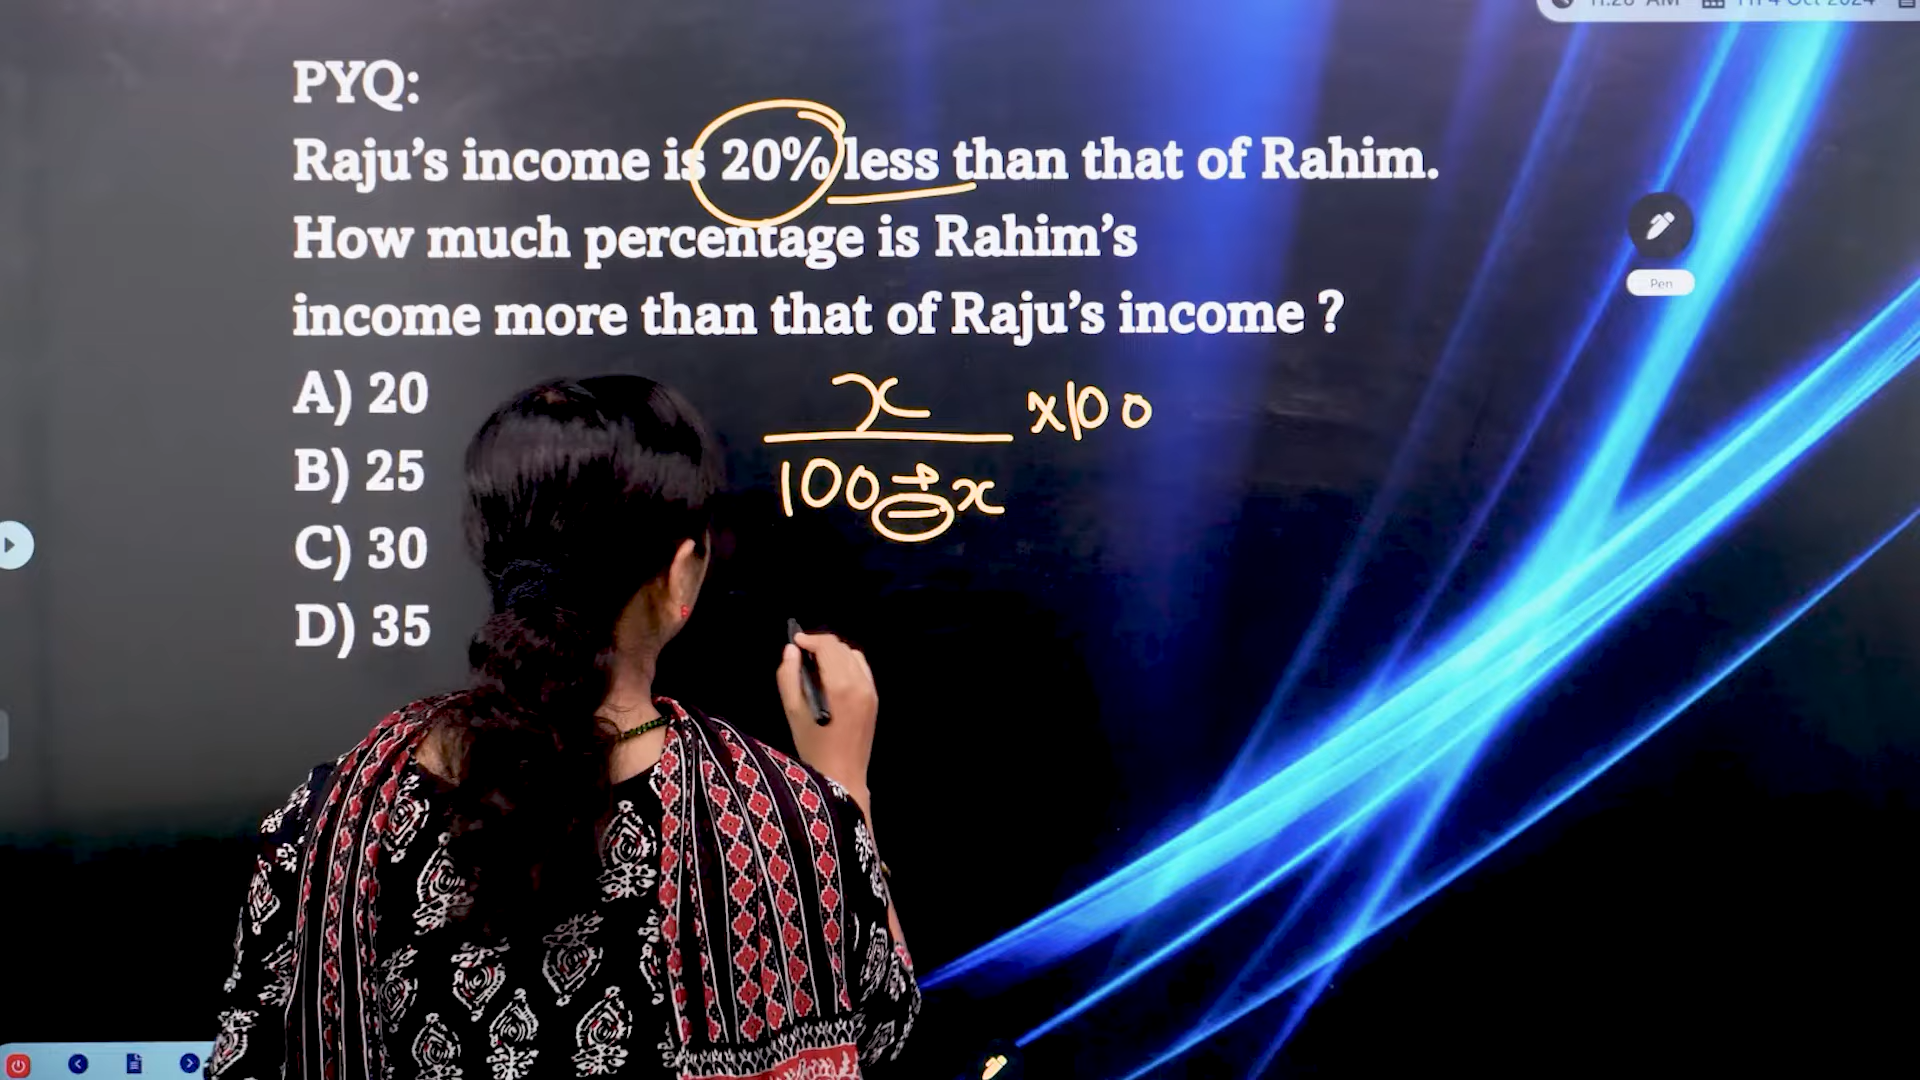 PYQ:
Raju's income is 20% less than that of Rahim.
How much percentage is Rahim's
income more than that of Raju's income ?
A) 20
B) 25
C) 30
D) 35
x
×100
100±x
Pen